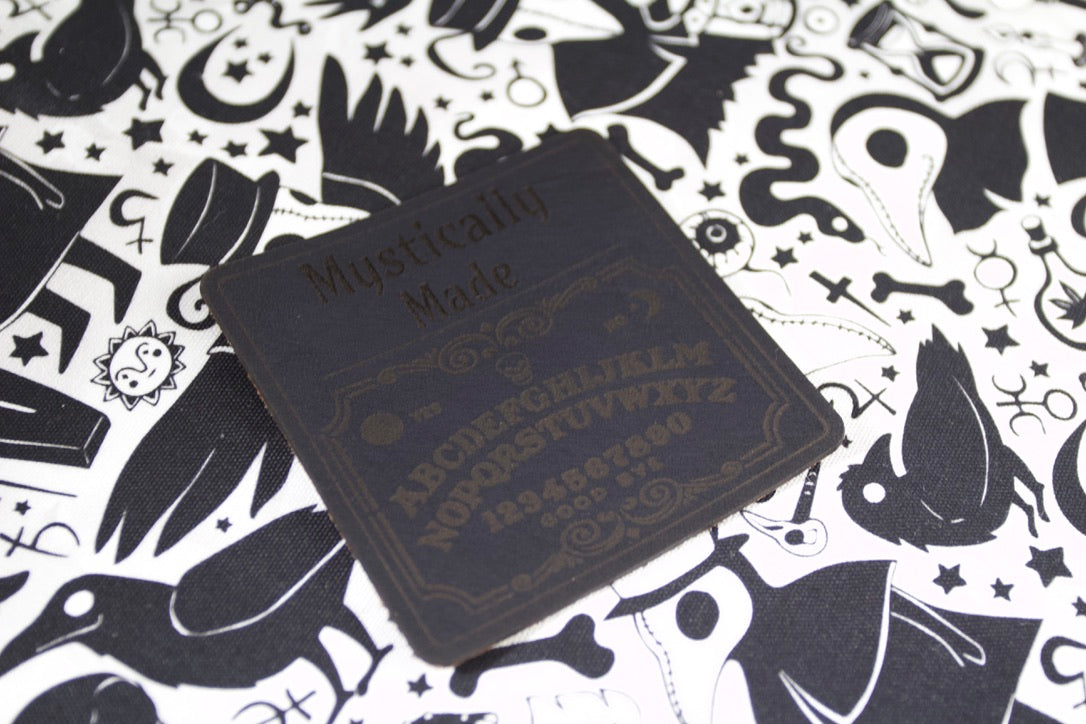 Mystically
Made
NO
YES
ABCDEFGHIJKLM
NOPQRSTUVWXYZ
1234567890
GOOD BYE